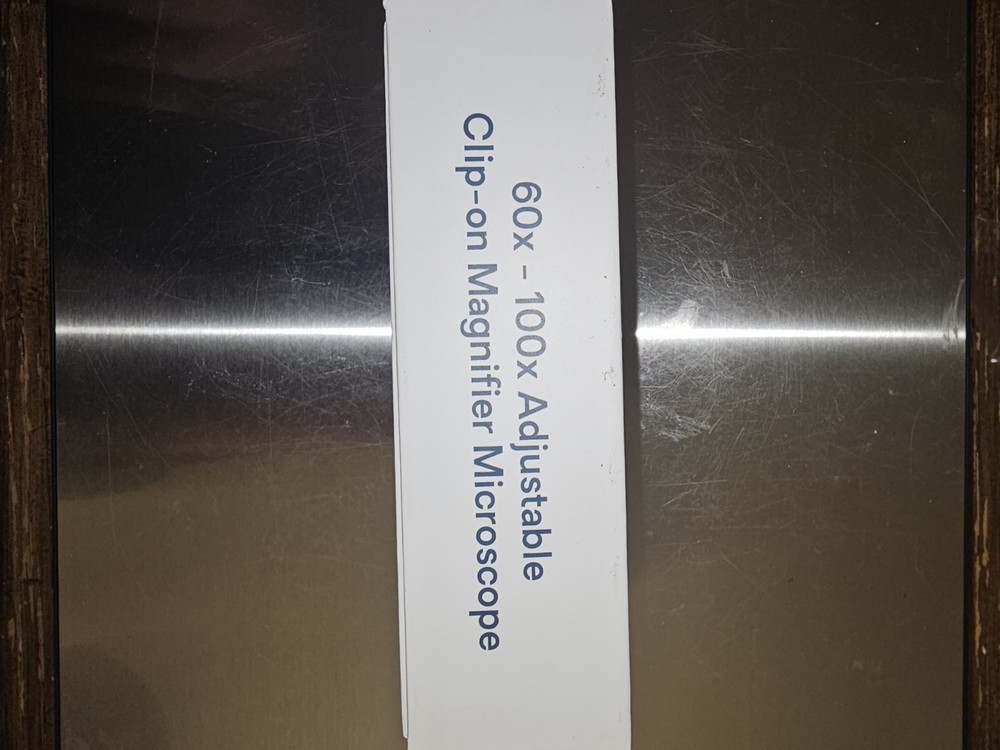 60x - 100x Adjustable
Clip-on Magnifier Microscope